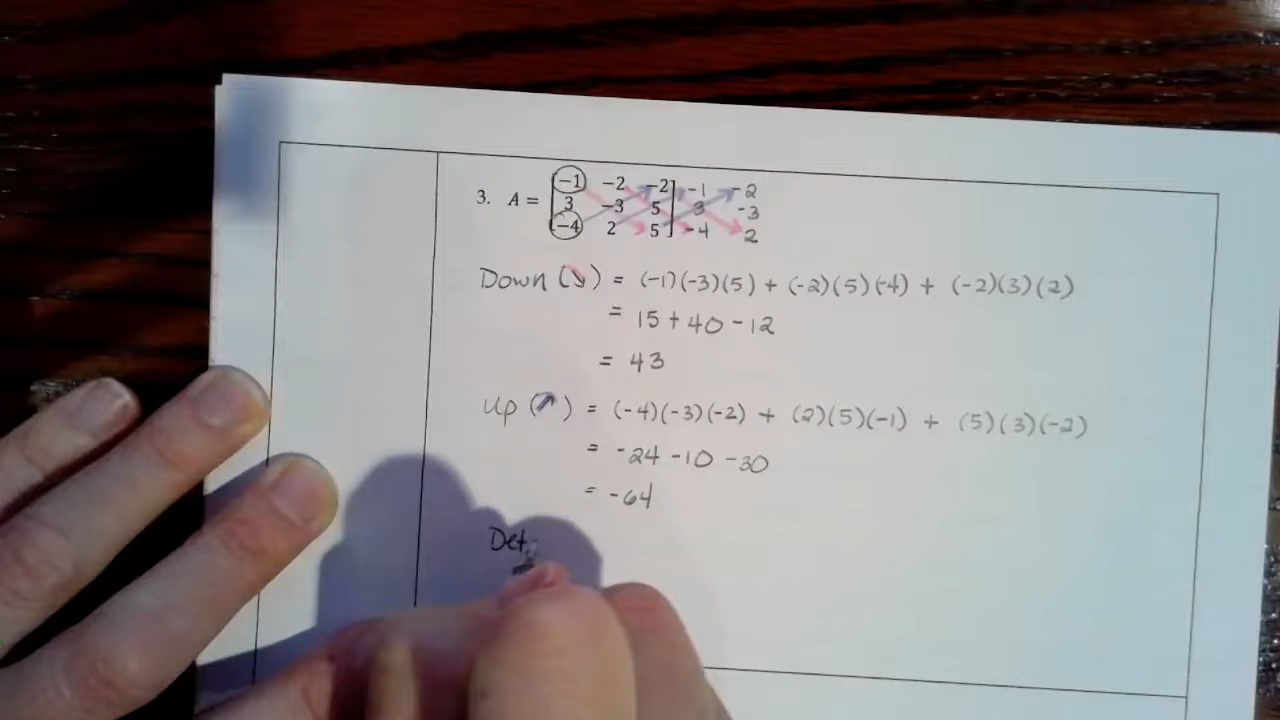 −1 −2 −2 -1 -2
3. A = 3 −3 5 3 -3
−4 2 5 -4 2
Down (↘) = (-1)(-3)(5) + (-2)(5)(-4) + (-2)(3)(2)
= 15 + 40 - 12
= 43
Up (↗) = (-4)(-3)(-2) + (2)(5)(-1) + (5)(3)(-2)
= -24 -10 -30
= -64
Det